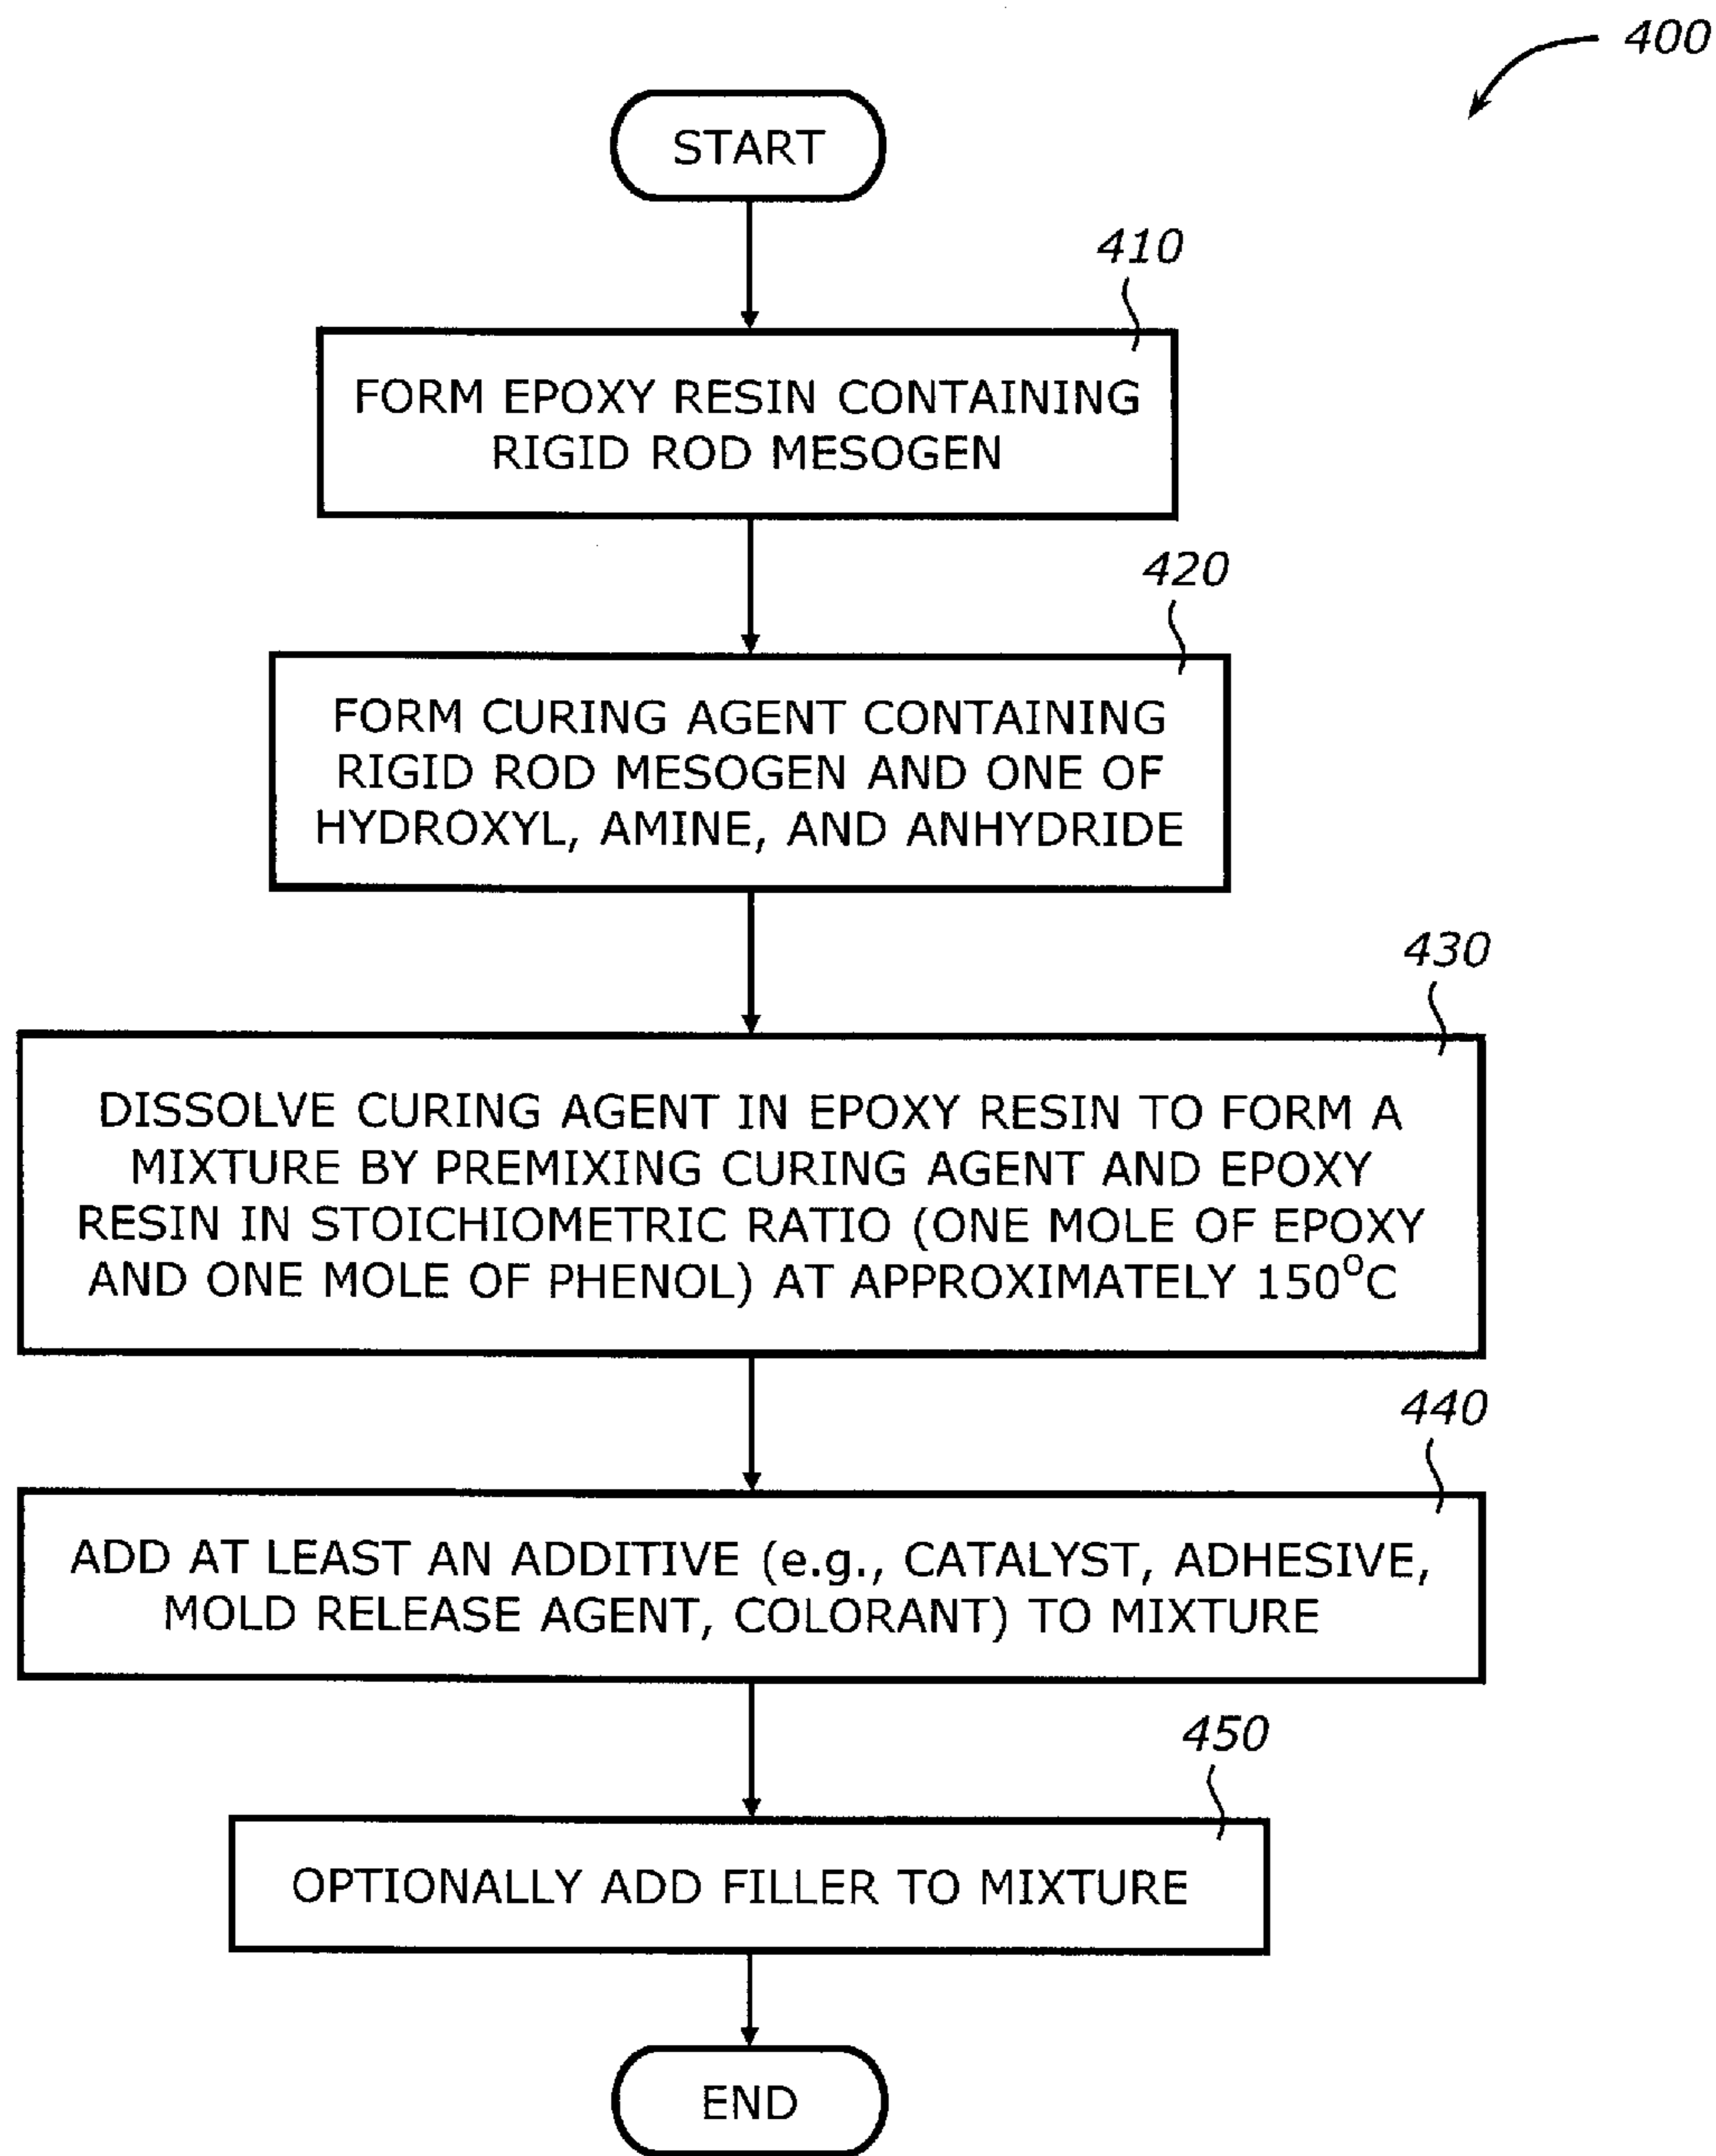 400
START
410
FORM EPOXY RESIN CONTAINING
RIGID ROD MESOGEN
420
FORM CURING AGENT CONTAINING
RIGID ROD MESOGEN AND ONE OF
HYDROXYL, AMINE, AND ANHYDRIDE
430
DISSOLVE CURING AGENT IN EPOXY RESIN TO FORM A
MIXTURE BY PREMIXING CURING AGENT AND EPOXY
RESIN IN STOICHIOMETRIC RATIO (ONE MOLE OF EPOXY
AND ONE MOLE OF PHENOL) AT APPROXIMATELY 150°C
440
ADD AT LEAST AN ADDITIVE (e.g., CATALYST, ADHESIVE,
MOLD RELEASE AGENT, COLORANT) TO MIXTURE
450
OPTIONALLY ADD FILLER TO MIXTURE
END